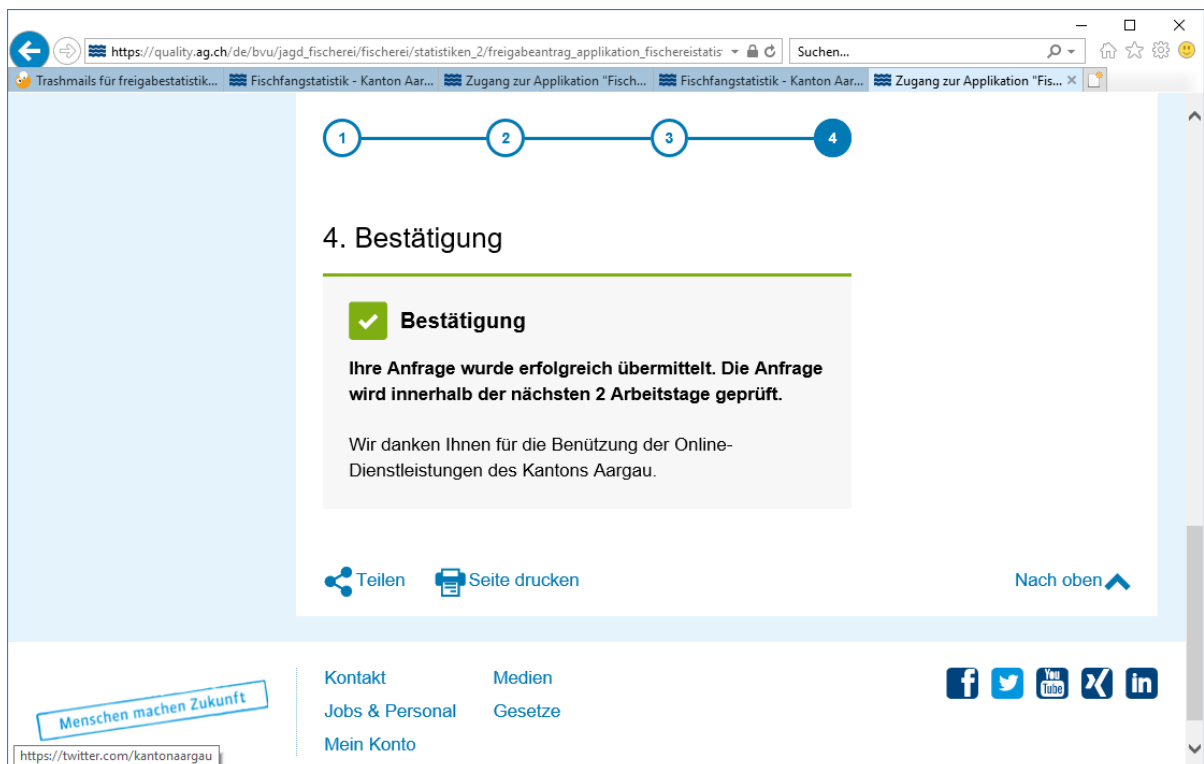 https://quality.ag.ch/de/bvu/jagd_fischerei/fischerei/statistiken_2/freigabeantrag_applikation_fischereistatis
Suchen...
Trashmails für freigabestatistik...
Fischfangstatistik - Kanton Aar...
Zugang zur Applikation "Fisch...
Fischfangstatistik - Kanton Aar...
Zugang zur Applikation "Fis...
1 2 3 4
4. Bestätigung
Bestätigung
Ihre Anfrage wurde erfolgreich übermittelt. Die Anfrage
wird innerhalb der nächsten 2 Arbeitstage geprüft.
Wir danken Ihnen für die Benützung der Online-
Dienstleistungen des Kantons Aargau.
Teilen
Seite drucken
Nach oben
Menschen machen Zukunft
Kontakt
Jobs & Personal
Mein Konto
Medien
Gesetze
You
Tube
in
https://twitter.com/kantonaargau